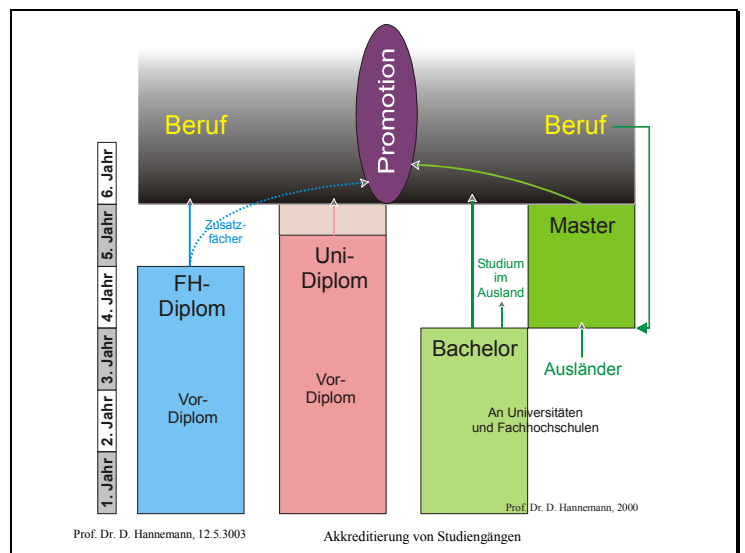 Promotion
Beruf
Beruf
6. Jahr
5. Jahr
4. Jahr
3. Jahr
2. Jahr
1. Jahr
Zusatz-
fächer
FH-
Diplom
Vor-
Diplom
Uni-
Diplom
Vor-
Diplom
Studium
im
Ausland
Bachelor
Master
Ausländer
An Universitäten
und Fachhochschulen
Prof. Dr. D. Hannemann, 2000
Prof. Dr. D. Hannemann, 12.5.3003
Akkreditierung von Studiengängen